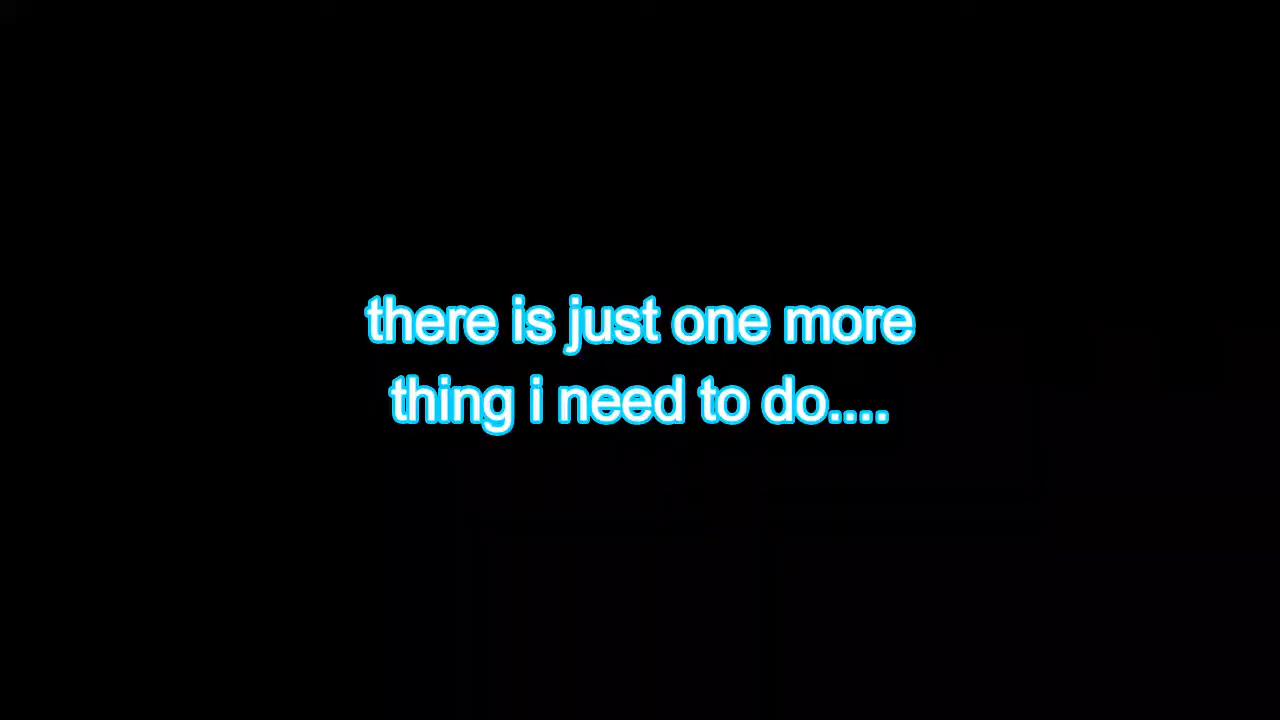 there is just one more
thing i need to do....